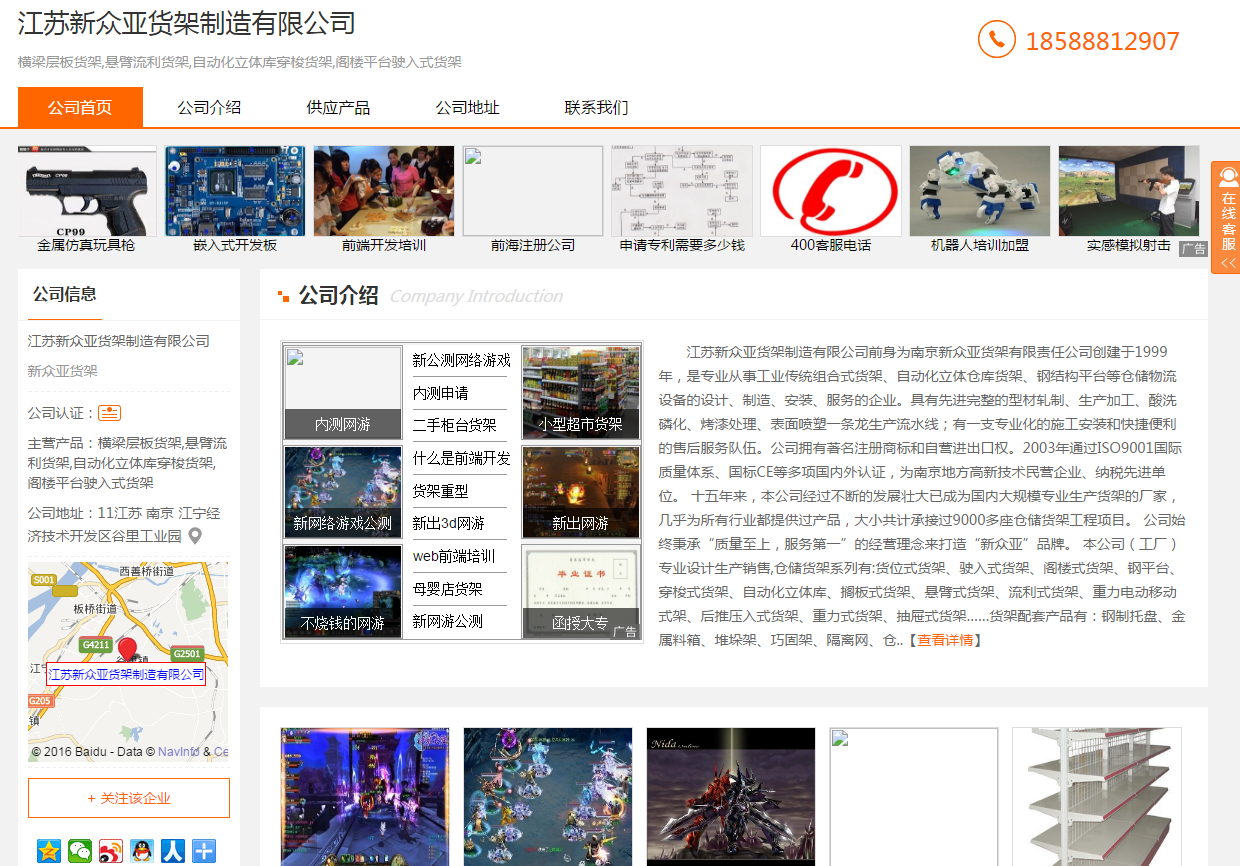 江苏新众亚货架制造有限公司
横梁层板货架,悬臂流利货架,自动化立体库穿梭货架,阁楼平台驶入式货架
18588812907
公司首页 公司介绍 供应产品 公司地址 联系我们
CP99
金属仿真玩具枪 嵌入式开发板 前端开发培训 前海注册公司 申请专利需要多少钱 400客服电话 机器人培训加盟 实感模拟射击
广告
在线客服
<<
公司信息
江苏新众亚货架制造有限公司
新众亚货架
公司认证：
主营产品：横梁层板货架,悬臂流
利货架,自动化立体库穿梭货架,
阁楼平台驶入式货架
公司地址：11江苏 南京 江宁经
济技术开发区谷里工业园
西善桥街道
S001
板桥街道
G4211
G2501
江苏新众亚货架制造有限公司
G205
镇
© 2016 Baidu - Data © NavInfo & Ce
+ 关注该企业
公司介绍 Company Introduction
内测网游
新网络游戏公测
不烧钱的网游
新公测网络游戏
内测申请
二手柜台货架
什么是前端开发
货架重型
新出3d网游
web前端培训
母婴店货架
新网游公测
小型超市货架
新出网游
毕业证书
函授大专
广告
江苏新众亚货架制造有限公司前身为南京新众亚货架有限责任公司创建于1999
年，是专业从事工业传统组合式货架、自动化立体仓库货架、钢结构平台等仓储物流
设备的设计、制造、安装、服务的企业。具有先进完整的型材轧制、生产加工、酸洗
磷化、烤漆处理、表面喷塑一条龙生产流水线；有一支专业化的施工安装和快捷便利
的售后服务队伍。公司拥有著名注册商标和自营进出口权。2003年通过ISO9001国际
质量体系、国标CE等多项国内外认证，为南京地方高新技术民营企业、纳税先进单
位。 十五年来，本公司经过不断的发展壮大已成为国内大规模专业生产货架的厂家，
几乎为所有行业都提供过产品，大小共计承接过9000多座仓储货架工程项目。 公司始
终秉承“质量至上，服务第一”的经营理念来打造“新众亚”品牌。 本公司（工厂）
专业设计生产销售,仓储货架系列有:货位式货架、驶入式货架、阁楼式货架、钢平台、
穿梭式货架、自动化立体库、搁板式货架、悬臂式货架、流利式货架、重力电动移动
式架、后推压入式货架、重力式货架、抽屉式货架......货架配套产品有：钢制托盘、金
属料箱、堆垛架、巧固架、隔离网、仓..【查看详情】
Nida